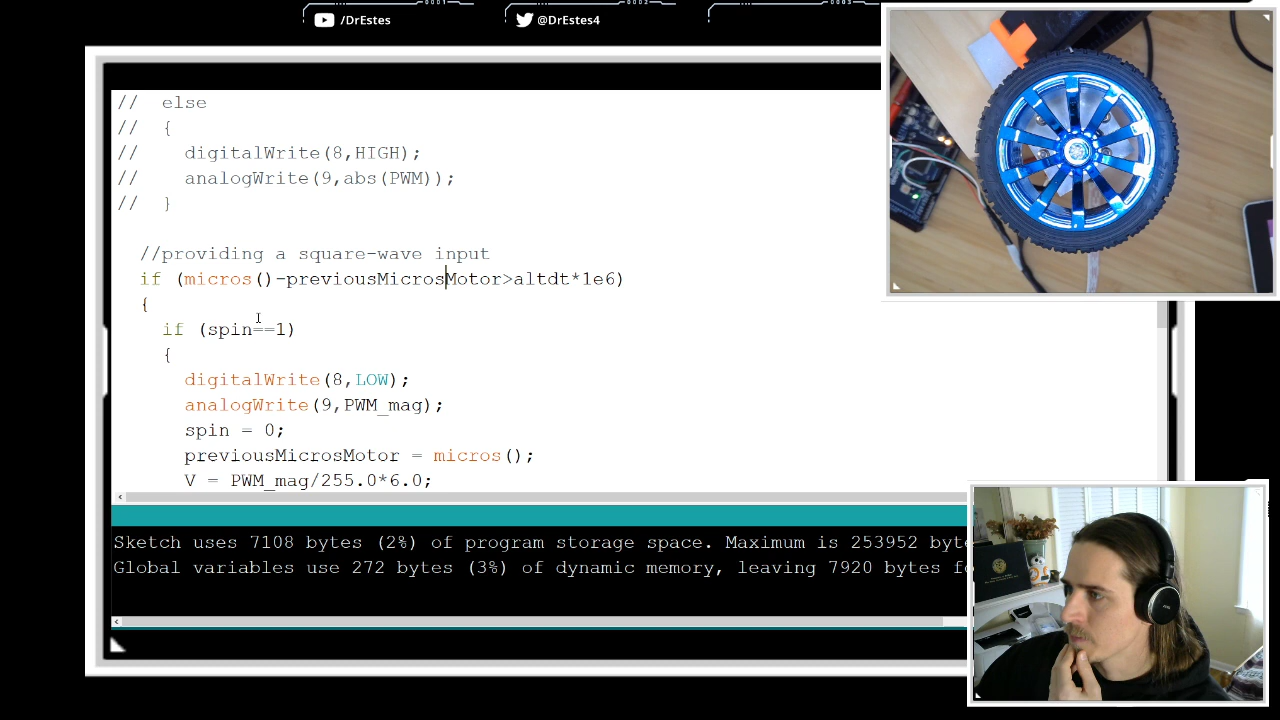 0001
0002
0003
/DrEstes
@DrEstes4
//  else
//  {
//    digitalWrite(8,HIGH);
//    analogWrite(9,abs(PWM));
//  }
//providing a square-wave input
if (micros()-previousMicrosMotor>altdt*1e6)
{
if (spin==1)
{
digitalWrite(8,LOW);
analogWrite(9,PWM_mag);
spin = 0;
previousMicrosMotor = micros();
V = PWM_mag/255.0*6.0;
Sketch uses 7108 bytes (2%) of program storage space. Maximum is 253952
Global variables use 272 bytes (3%) of dynamic memory, leaving 7920 bytes